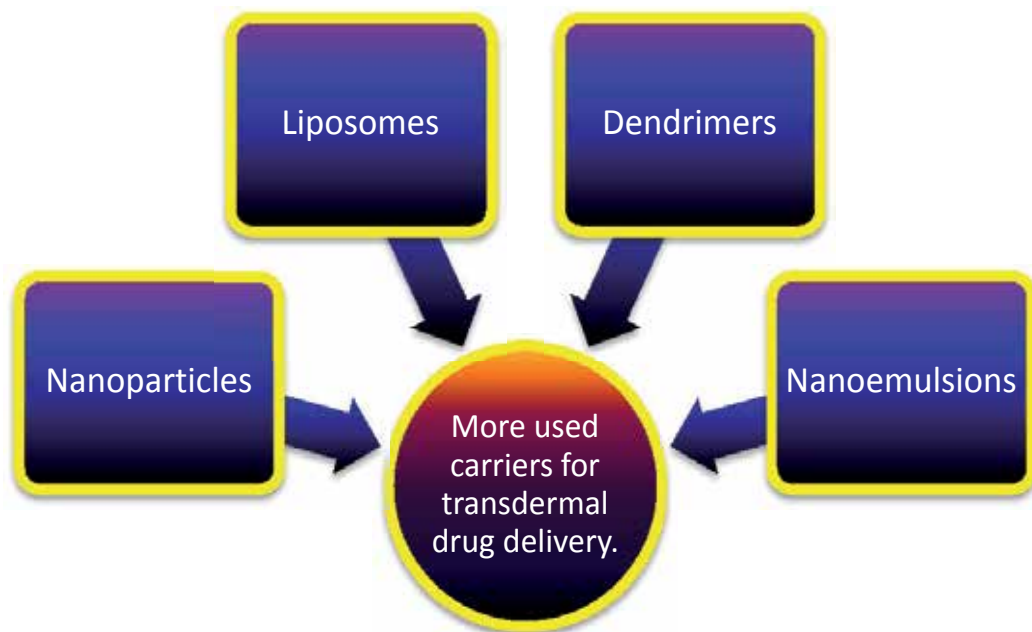 Liposomes
Dendrimers
Nanoparticles
Nanoemulsions
More used
carriers for
transdermal
drug delivery.